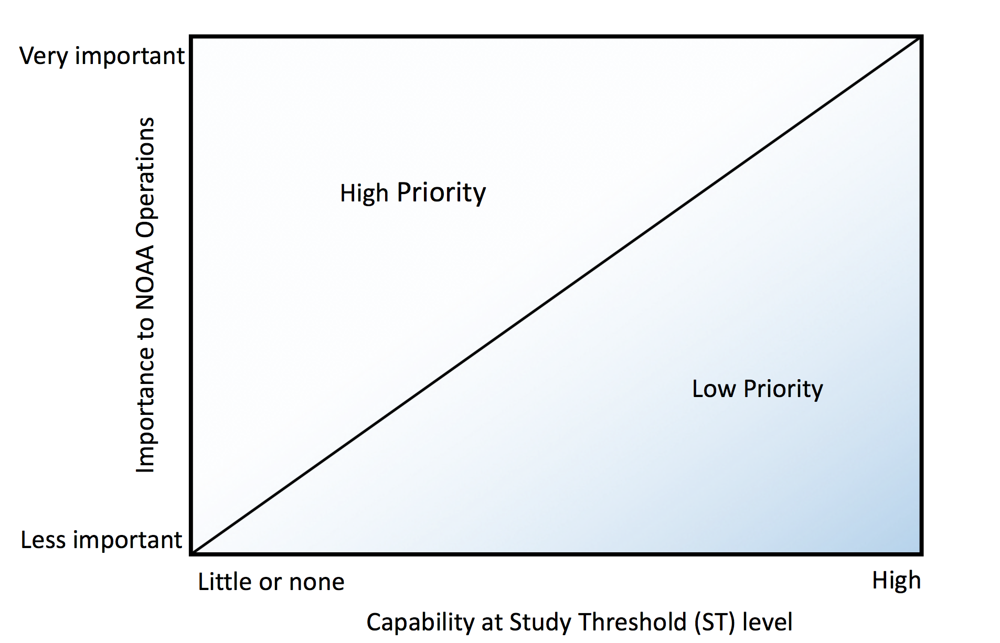 Very important
Importance to NOAA Operations
High Priority
Low Priority
Less important
Little or none
High
Capability at Study Threshold (ST) level